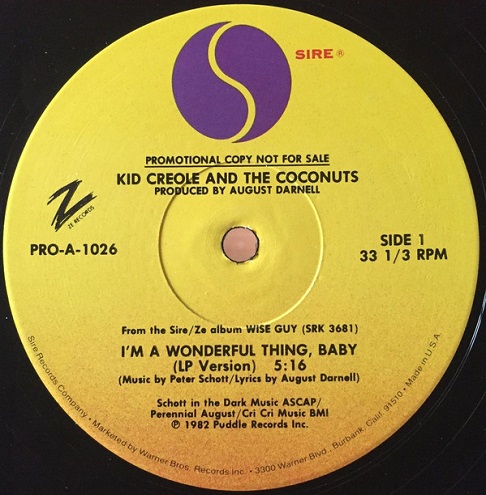 SIRE ®
PROMOTIONAL COPY NOT FOR SALE
KID CREOLE AND THE COCONUTS
PRODUCED BY AUGUST DARNELL
Z
ZE RECORDS
PRO-A-1026
SIDE 1
33 1/3 RPM
From the Sire/Ze album WISE GUY (SRK 3681)
I'M A WONDERFUL THING, BABY
(LP Version) 5:16
(Music by Peter Schott/Lyrics by August Darnell)
Schott in the Dark Music ASCAP/
Perennial August/Cri Cri Music BMI
℗ 1982 Puddle Records Inc.
Sire Records Company • Marketed by Warner Bros. Records Inc. • 3300 Warner Blvd., Burbank, Calif. 91510 • Made in U.S.A.